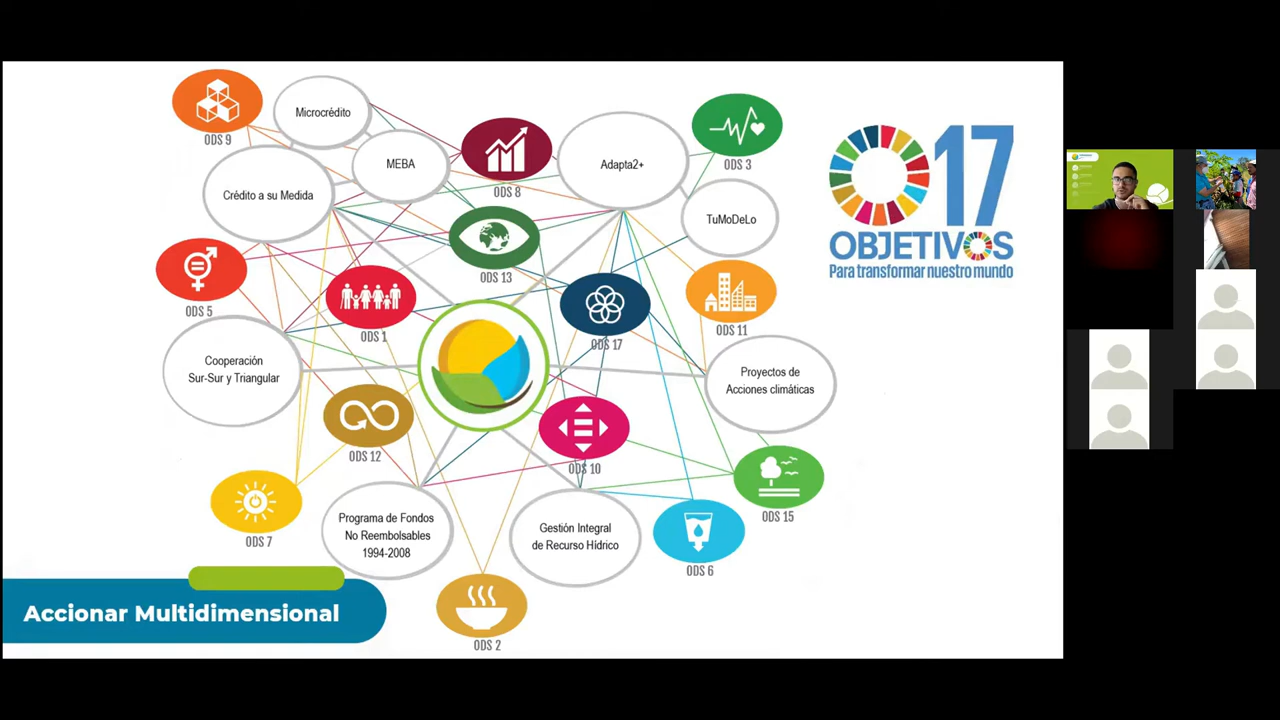 ODS 9
Microcrédito
MEBA
Crédito a su Medida
ODS 8
Adapta2+
ODS 3
TuMoDeLo
17
OBJETIVOS
Para transformar nuestro mundo
ODS 13
ODS 5
ODS 1
ODS 17
ODS 11
Cooperación
Sur-Sur y Triangular
Proyectos de
Acciones climáticas
ODS 12
ODS 10
ODS 15
ODS 7
Programa de Fondos
No Reembolsables
1994-2008
Gestión Integral
de Recurso Hídrico
ODS 6
ODS 2
Accionar Multidimensional